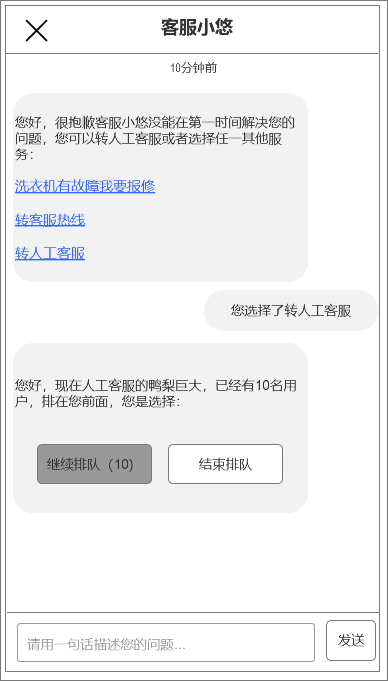 客服小悠
10分钟前
您好，很抱歉客服小悠没能在第一时间解决您的
问题，您可以转人工客服或者选择任一其他服
务：
洗衣机有故障我要报修
转客服热线
转人工客服
您选择了转人工客服
您好，现在人工客服的鸭梨巨大，已经有10名用
户，排在您前面，您是选择：
继续排队（10）
结束排队
请用一句话描述您的问题...
发送